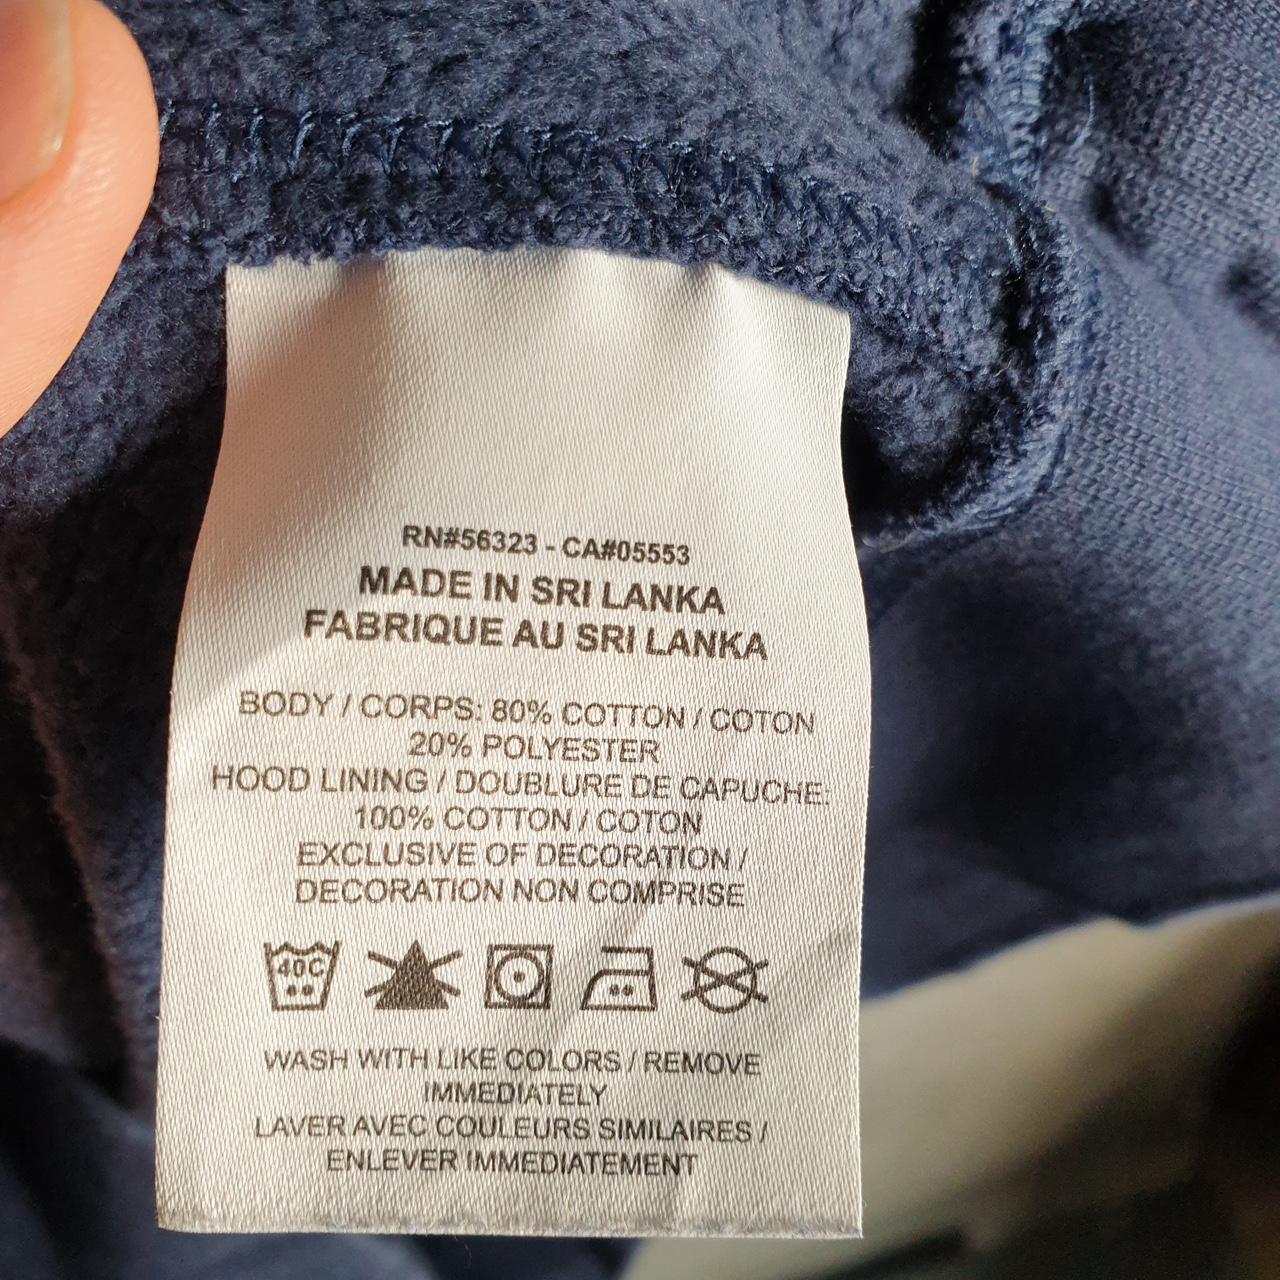 RN#56323 - CA#05553
MADE IN SRI LANKA
FABRIQUE AU SRI LANKA
BODY / CORPS: 80% COTTON / COTON
20% POLYESTER
HOOD LINING / DOUBLURE DE CAPUCHE:
100% COTTON / COTON
EXCLUSIVE OF DECORATION /
DECORATION NON COMPRISE
40C
WASH WITH LIKE COLORS / REMOVE
IMMEDIATELY
LAVER AVEC COULEURS SIMILAIRES /
ENLEVER IMMEDIATEMENT